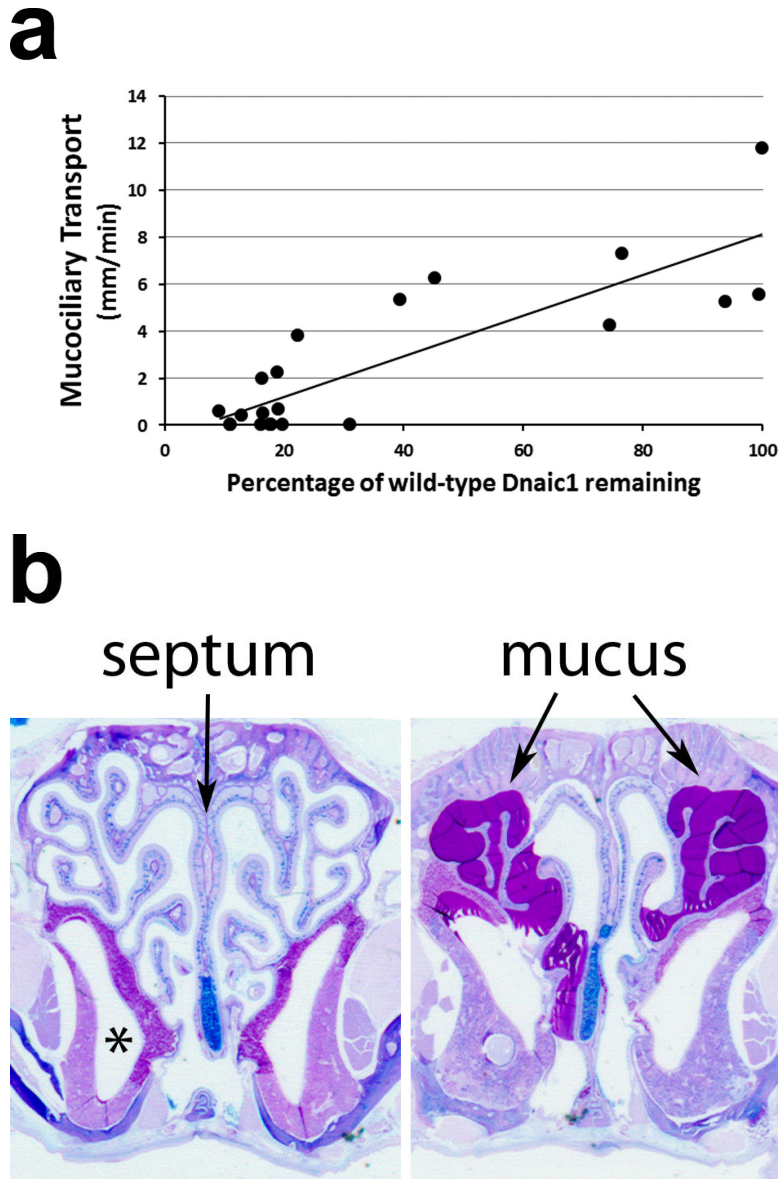 a
14
12
10
8
6
4
2
0
Mucociliary Transport
(mm/min)
0 20 40 60 80 100
Percentage of wild-type Dnaic1 remaining
b
septum mucus
*